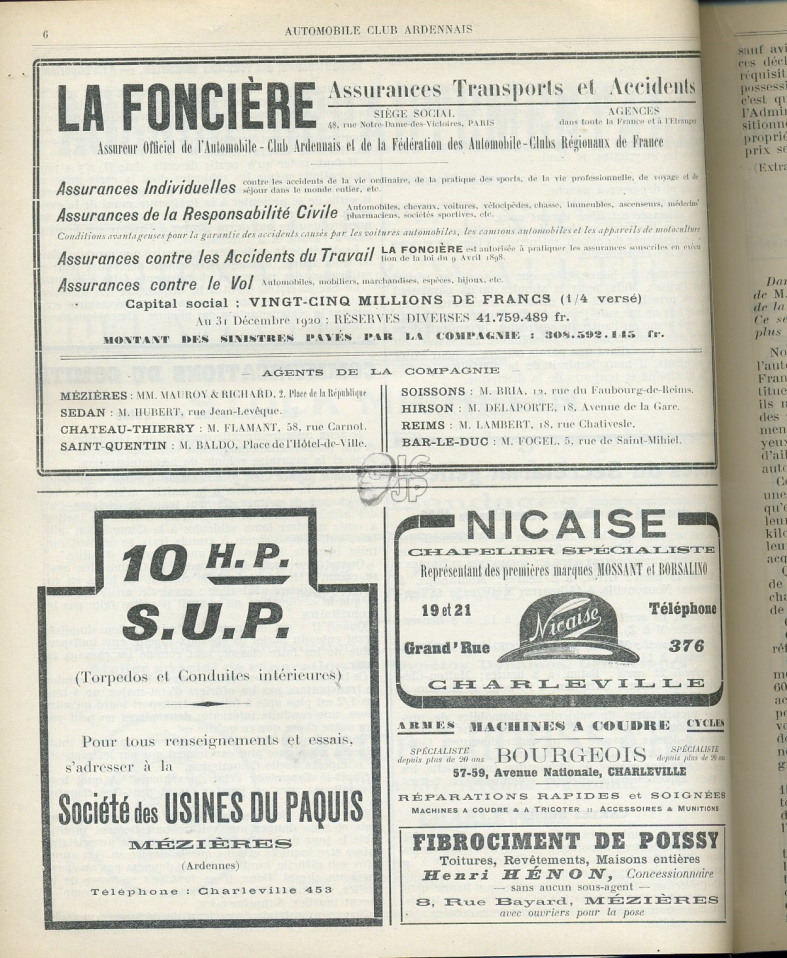 6
AUTOMOBILE CLUB ARDENNAIS
LA FONCIÈRE
Assurances Transports et Accidents
SIÈGE SOCIAL
48, rue Notre-Dame-des-Victoires, PARIS
AGENCES
dans toute la France et à l'Etranger
Assureur Officiel de l'Automobile-Club Ardennais et de la Fédération des Automobile-Clubs Régionaux de France
Assurances Individuelles contre les accidents de la vie ordinaire, de la pratique des sports, de la vie professionnelle, de voyage et de
séjour dans le monde entier, etc.
Assurances de la Responsabilité Civile Automobiles, chevaux, voitures, vélocipèdes, chasse, immeubles, ascenseurs,
pharmaciens, sociétés sportives, etc.
Conditions avantageuses pour la garantie des accidents causés par les voitures automobiles, les camions automobiles et les appareils de motoculture
Assurances contre les Accidents du Travail LA FONCIÈRE est autorisée à pratiquer les assurances souscrites en exécu
tion de la loi du 9 Avril 1898.
Assurances contre le Vol Automobiles, mobiliers, marchandises, espèces, bijoux, etc.
Capital social : VINGT-CINQ MILLIONS DE FRANCS (1/4 versé)
Au 31 Décembre 1920 : RÉSERVES DIVERSES 41.759.489 fr.
MONTANT DES SINISTRES PAYÉS PAR LA COMPAGNIE : 308.592.145 fr.
AGENTS DE LA COMPAGNIE
MÉZIÈRES : MM. MAUROY & RICHARD, 2, Place de la République
SEDAN : M. HUBERT, rue Jean-Levêque.
CHATEAU-THIERRY : M. FLAMANT, 58, rue Carnot.
SAINT-QUENTIN : M. BALDO, Place de l'Hôtel-de-Ville.
SOISSONS : M. BRIA, 12, rue du Faubourg-de-Reims.
HIRSON : M. DELAPORTE, 18, Avenue de la Gare.
REIMS : M. LAMBERT, 18, rue Chativesle.
BAR-LE-DUC : M. FOGEL, 5, rue de Saint-Mihiel.
LG
JP
10 H.P.
S.U.P.
(Torpedos et Conduites intérieures)
Pour tous renseignements et essais,
s'adresser à la
Société des USINES DU PAQUIS
MÉZIÈRES
(Ardennes)
Téléphone : Charleville 453
NICAISE
CHAPELIER SPÉCIALISTE
Représentant des premières marques MOSSANT et BORSALINO
19 et 21
Grand'Rue
Nicaise
Téléphone
376
CHARLEVILLE
ARMES MACHINES A COUDRE CYCLES
SPÉCIALISTE
depuis plus de 20 ans
BOURGEOIS
SPÉCIALISTE
depuis plus de 20 ans
57-59, Avenue Nationale, CHARLEVILLE
RÉPARATIONS RAPIDES et SOIGNÉES
MACHINES A COUDRE & A TRICOTER :: ACCESSOIRES & MUNITIONS
FIBROCIMENT DE POISSY
Toitures, Revêtements, Maisons entières
Henri HÉNON, Concessionnaire
— sans aucun sous-agent —
8, Rue Bayard, MÉZIÈRES
avec ouvriers pour la pose